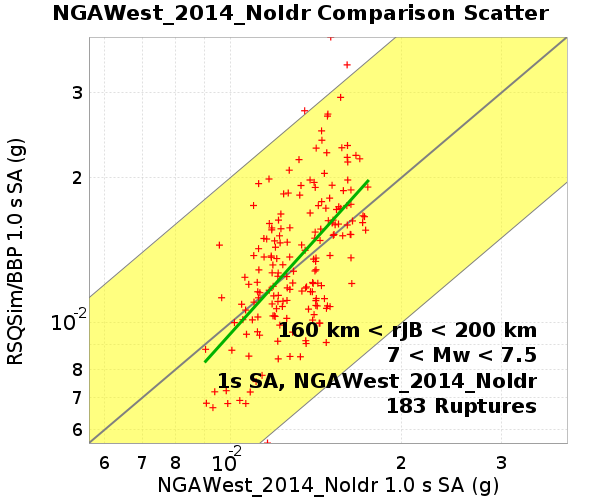 NGAWest_2014_NoIdr Comparison Scatter
RSQSim/BBP 1.0 s SA (g)
3
2
10-2
8
7
6
160 km < rJB < 200 km
7 < Mw < 7.5
1s SA, NGAWest_2014_NoIdr
183 Ruptures
6 7 8 10-2 2 3
NGAWest_2014_NoIdr 1.0 s SA (g)